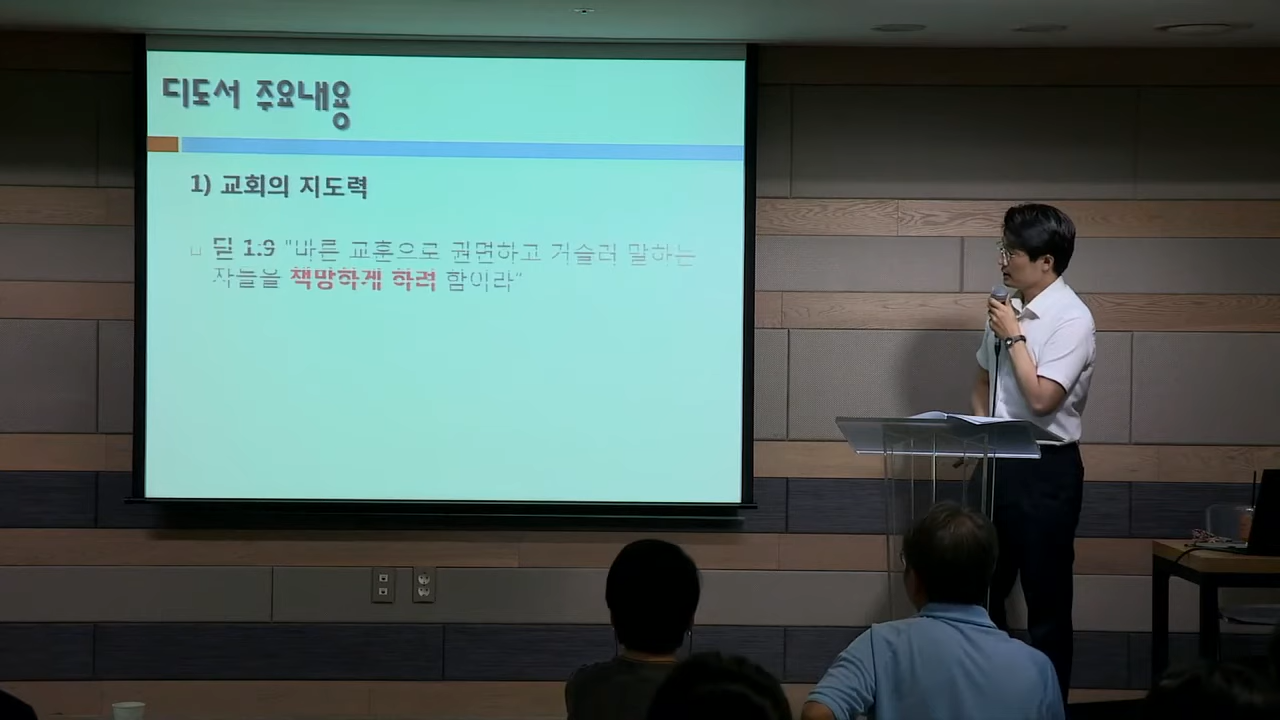 디도서 주요내용
1) 교회의 지도력
딛 1:9 "바른 교훈으로 권면하고 거슬러 말하는
자들을 책망하게 하려 함이라"